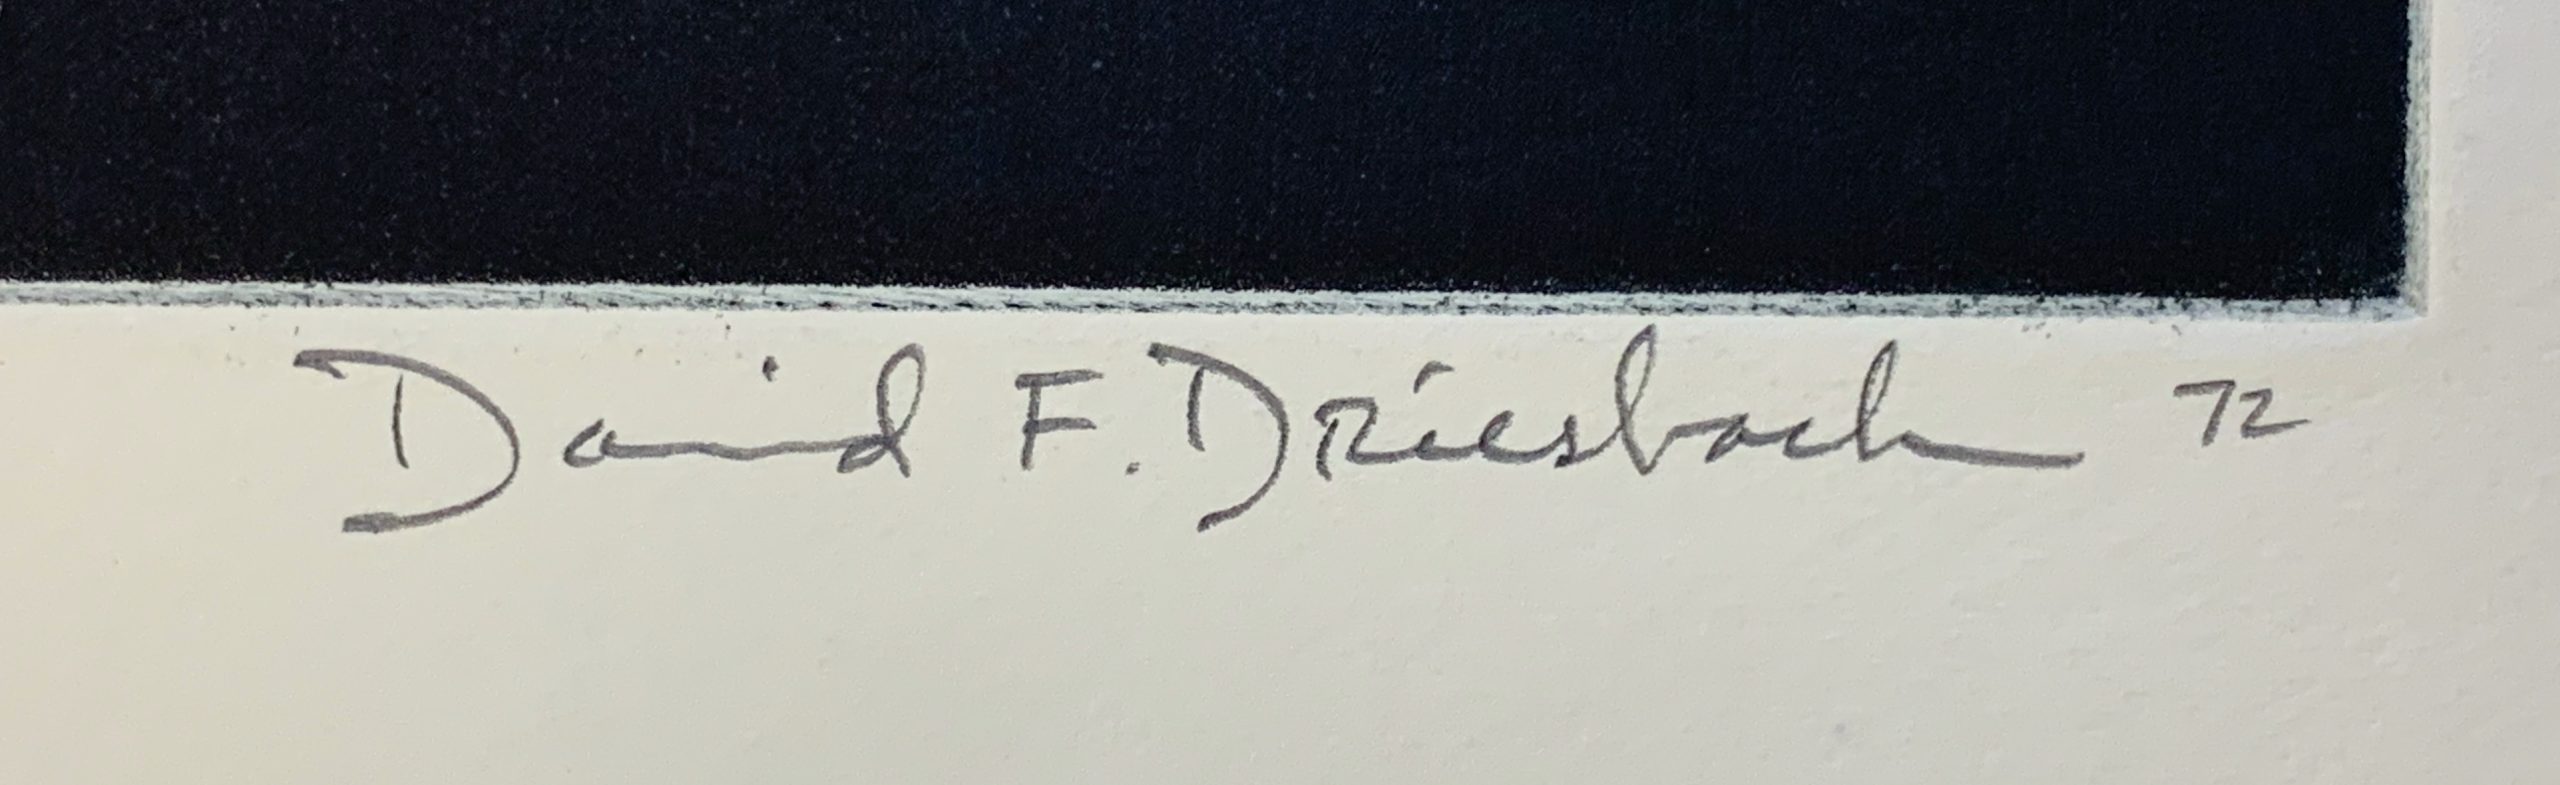 David F. Driesbach 72